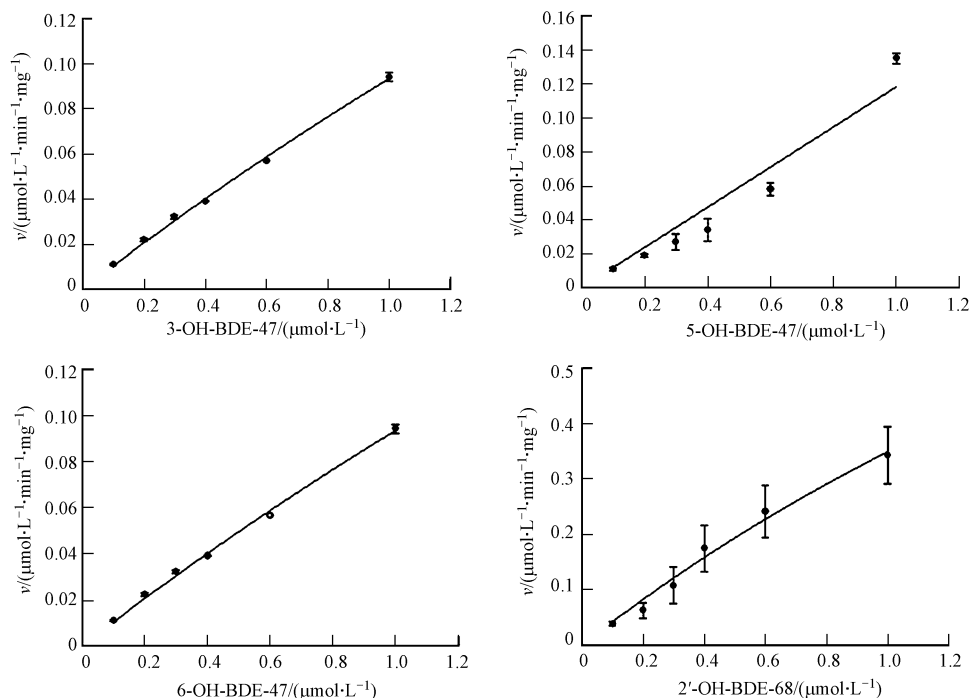 0.12
0.10
0.08
0.06
0.04
0.02
0
v/(μmol·L⁻¹·min⁻¹·mg⁻¹)
0 0.2 0.4 0.6 0.8 1.0 1.2
3-OH-BDE-47/(μmol·L⁻¹)
0.16
0.14
0.12
0.10
0.08
0.06
0.04
0.02
0
v/(μmol·L⁻¹·min⁻¹·mg⁻¹)
0 0.2 0.4 0.6 0.8 1.0 1.2
5-OH-BDE-47/(μmol·L⁻¹)
0.12
0.10
0.08
0.06
0.04
0.02
0
v/(μmol·L⁻¹·min⁻¹·mg⁻¹)
0 0.2 0.4 0.6 0.8 1.0 1.2
6-OH-BDE-47/(μmol·L⁻¹)
0.5
0.4
0.3
0.2
0.1
0
v/(μmol·L⁻¹·min⁻¹·mg⁻¹)
0 0.2 0.4 0.6 0.8 1.0 1.2
2′-OH-BDE-68/(μmol·L⁻¹)